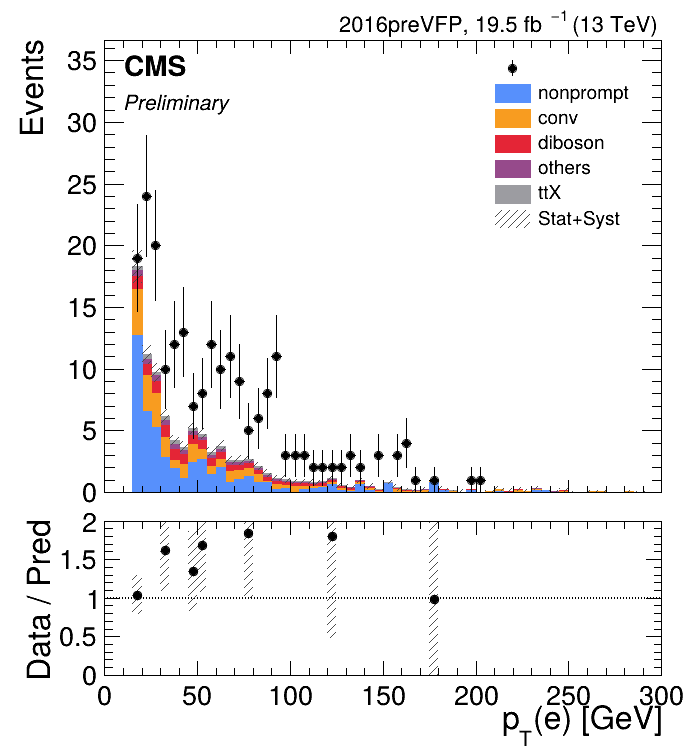 2016preVFP, 19.5 fb⁻¹ (13 TeV)
Events
CMS
Preliminary
nonprompt
conv
diboson
others
ttX
Stat+Syst
35
30
25
20
15
10
5
0
Data / Pred
2
1.5
1
0.5
0
0 50 100 150 200 250 300
p_T(e) [GeV]